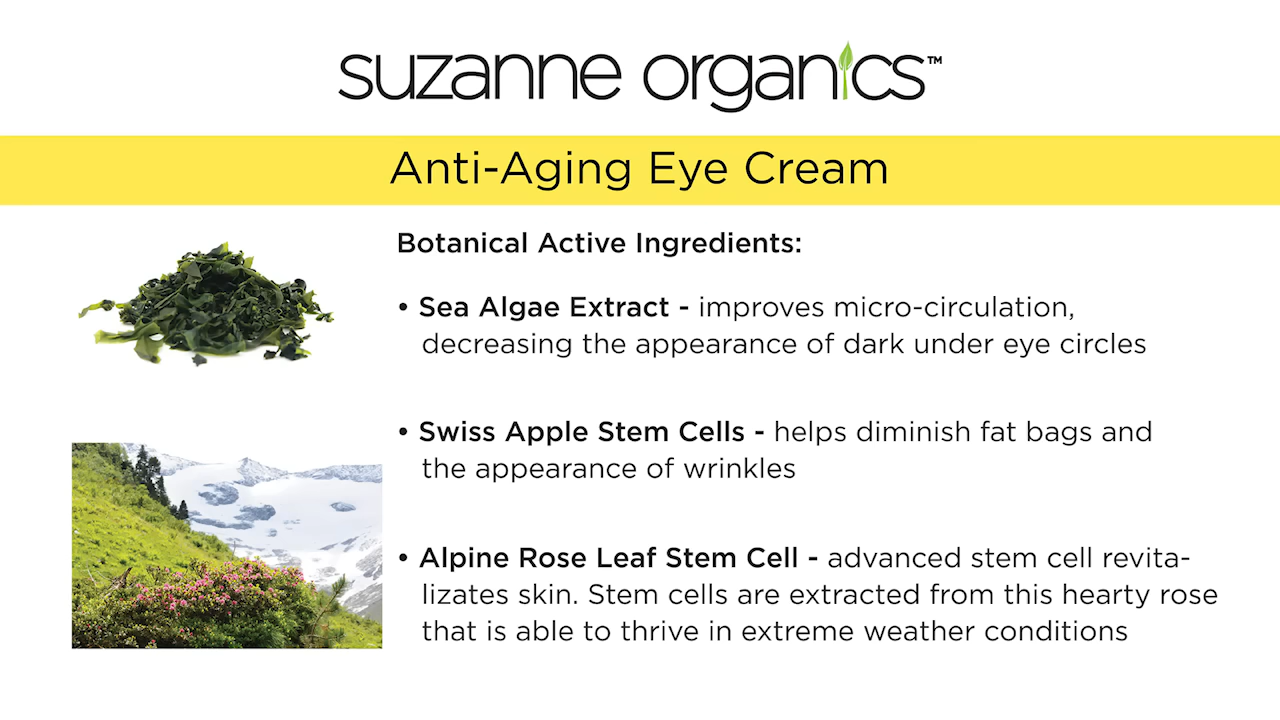 suzanne organics™
Anti-Aging Eye Cream
Botanical Active Ingredients:
• Sea Algae Extract - improves micro-circulation,
decreasing the appearance of dark under eye circles
• Swiss Apple Stem Cells - helps diminish fat bags and
the appearance of wrinkles
• Alpine Rose Leaf Stem Cell - advanced stem cell revita-
lizates skin. Stem cells are extracted from this hearty rose
that is able to thrive in extreme weather conditions